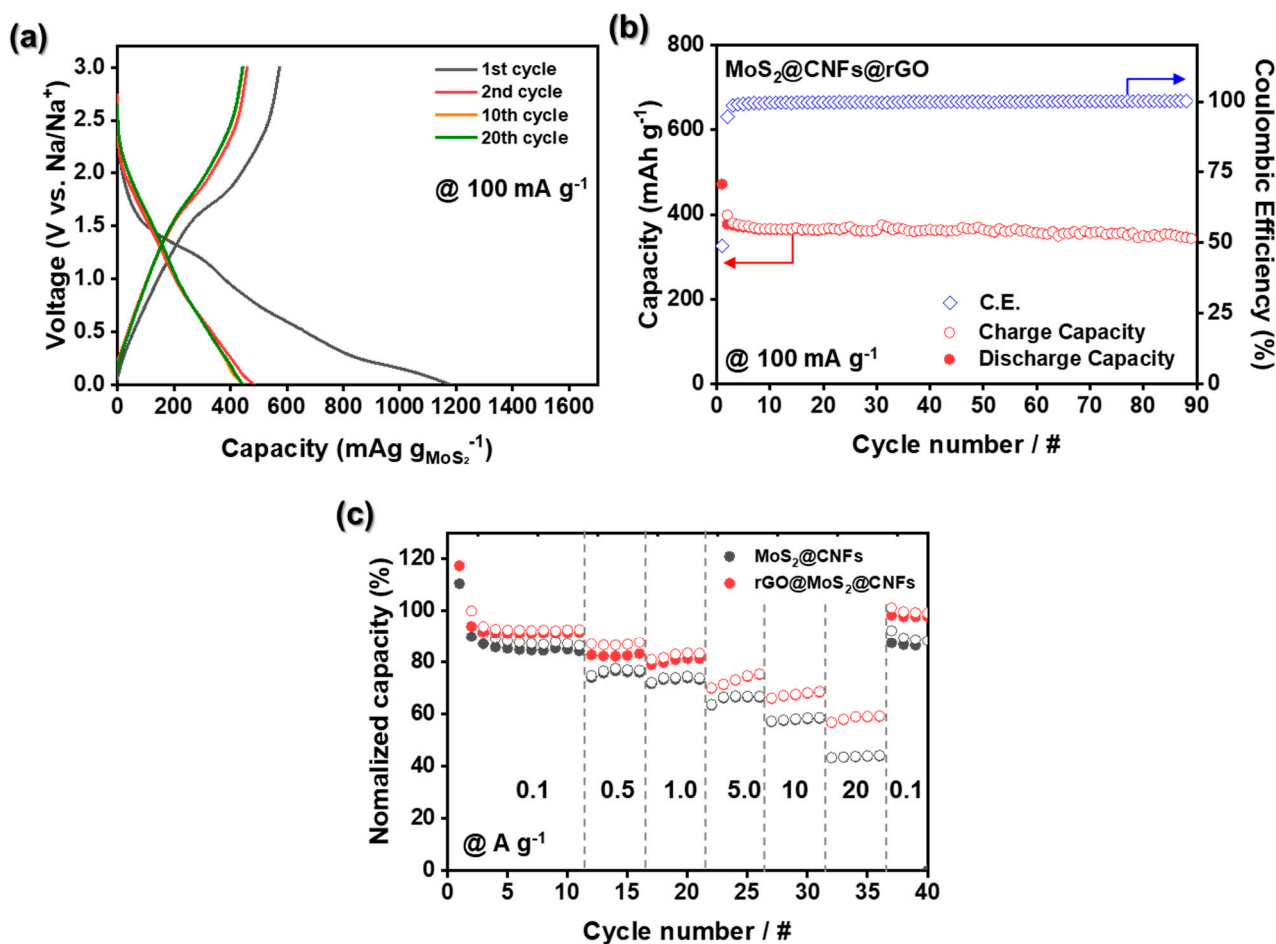 (a)
3.0
2.5
2.0
1.5
1.0
0.5
0.0
Voltage (V vs. Na/Na⁺)
1st cycle
2nd cycle
10th cycle
20th cycle
@ 100 mA g⁻¹
0 200 400 600 800 1000 1200 1400 1600
Capacity (mAg g_MoS₂⁻¹)
(b)
800
600
400
200
0
Capacity (mAh g⁻¹)
MoS₂@CNFs@rGO
C.E.
Charge Capacity
Discharge Capacity
@ 100 mA g⁻¹
100
75
50
25
0
Coulombic Efficiency (%)
0 10 20 30 40 50 60 70 80 90
Cycle number / #
(c)
120
100
80
60
40
20
0
Nomalized capacity (%)
MoS₂@CNFs
rGO@MoS₂@CNFs
0.1 0.5 1.0 5.0 10 20 0.1
@ A g⁻¹
0 5 10 15 20 25 30 35 40
Cycle number / #